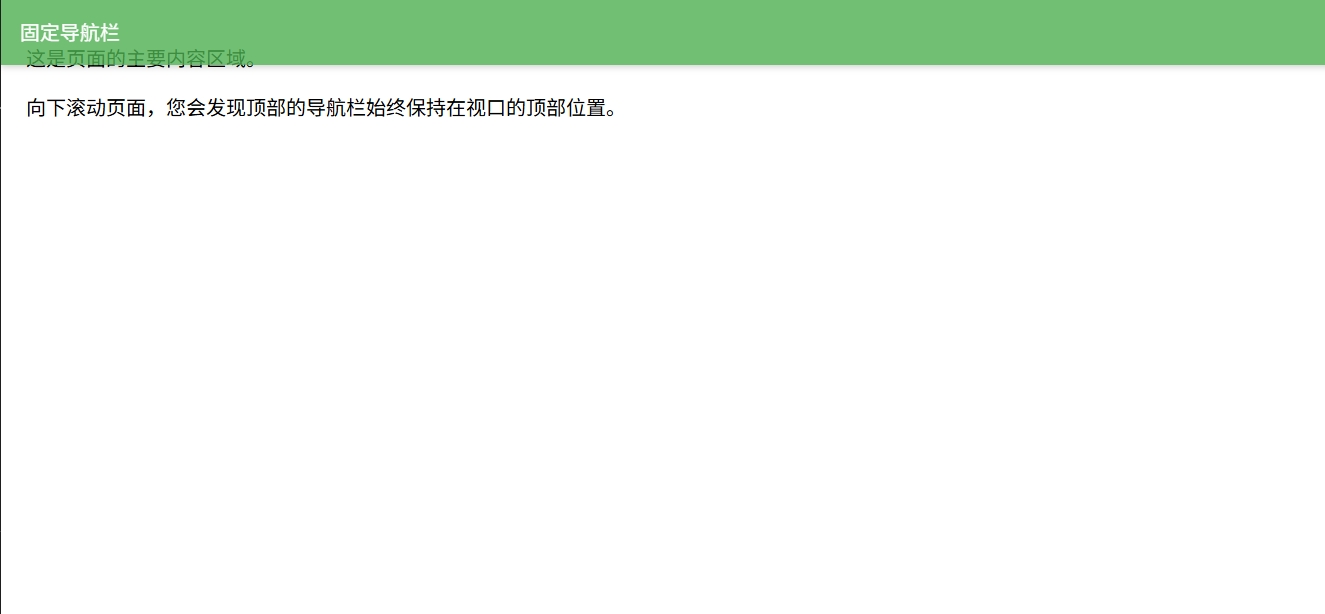 固定导航栏
这是页面的主要内容区域。
向下滚动页面，您会发现顶部的导航栏始终保持在视口的顶部位置。